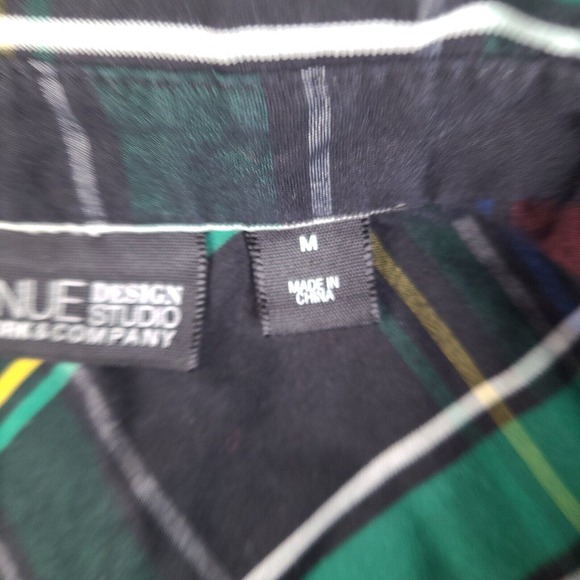 NUE DESIGN
STUDIO
RK & COMPANY
M
MADE IN
CHINA